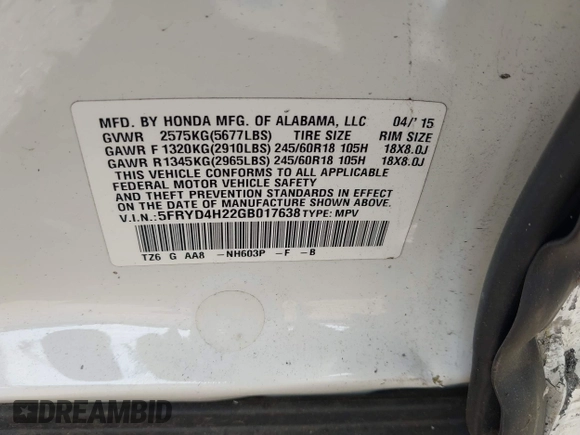 MFD. BY HONDA MFG. OF ALABAMA, LLC 04/'15
GVWR 2575KG(5677LBS) TIRE SIZE RIM SIZE
GAWR F 1320KG(2910LBS) 245/60R18 105H 18X8.0J
GAWR R 1345KG(2965LBS) 245/60R18 105H 18X8.0J
THIS VEHICLE CONFORMS TO ALL APPLICABLE
FEDERAL MOTOR VEHICLE SAFETY
AND THEFT PREVENTION STANDARDS IN EFFECT
ON THE DATE OF MANUFACTURE SHOWN ABOVE.
V.I.N.: 5FRYD4H22GB017638 TYPE: MPV
TZ6 G AA8 -NH603P -F -B
DREAMBID